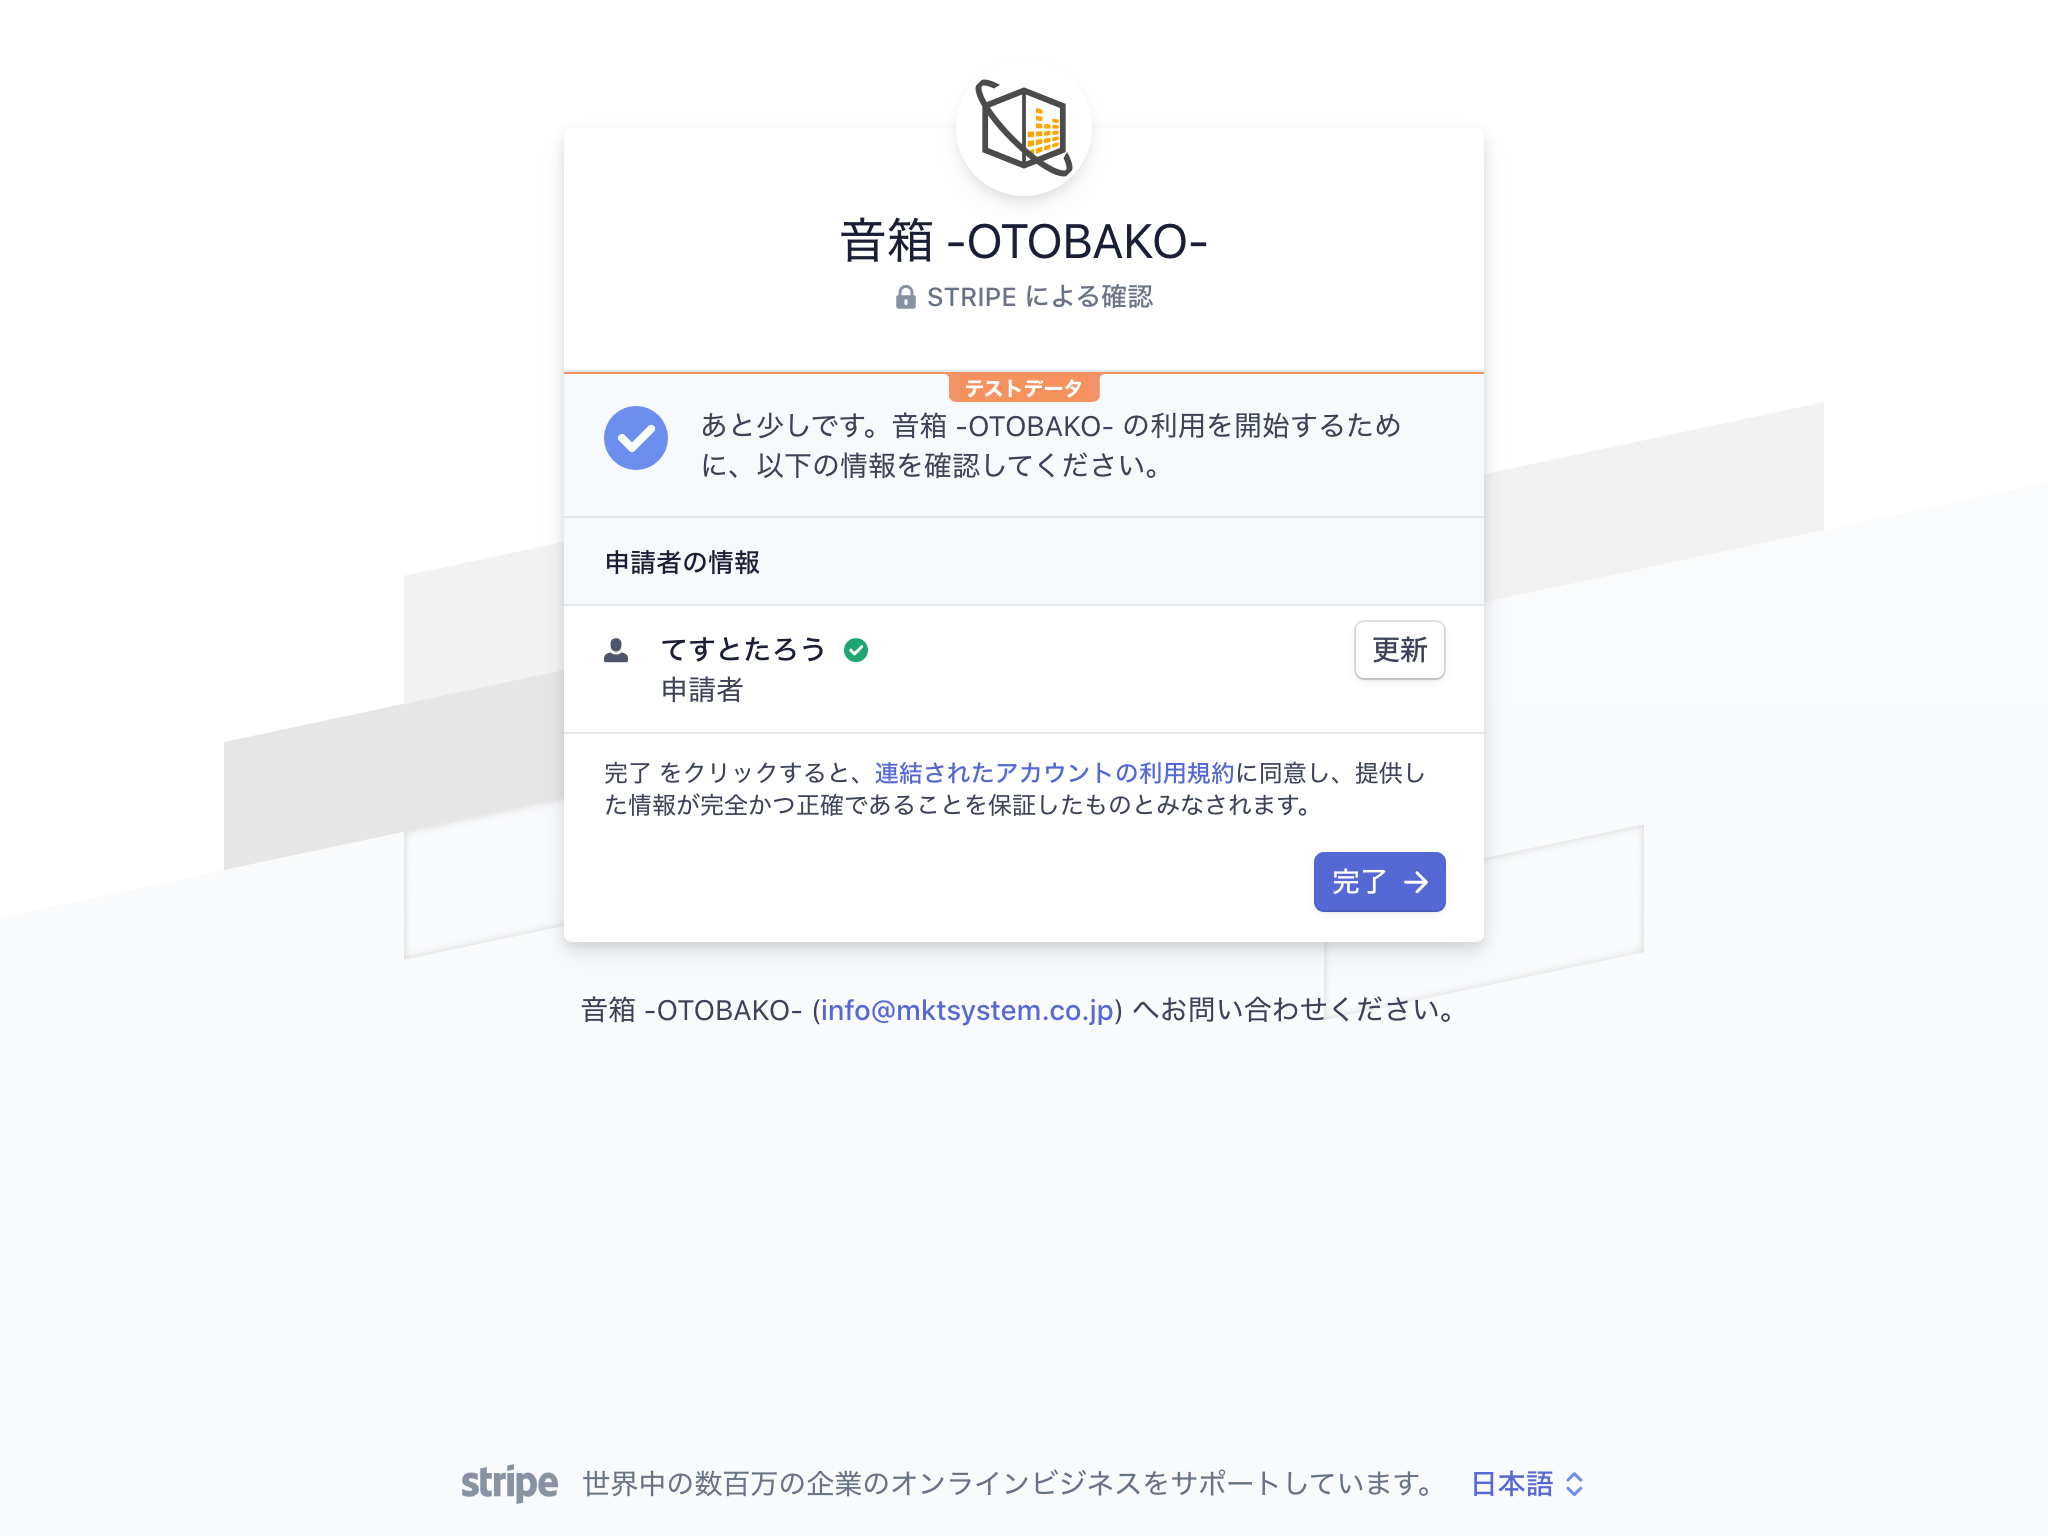 音箱 -OTOBAKO-
STRIPE による確認
テストデータ
あと少しです。音箱 -OTOBAKO- の利用を開始するため
に、以下の情報を確認してください。
申請者の情報
てすとたろう
更新
申請者
完了 をクリックすると、連結されたアカウントの利用規約に同意し、提供し
た情報が完全かつ正確であることを保証したものとみなされます。
完了
音箱 -OTOBAKO- (info@mktsystem.co.jp) へお問い合わせください。
stripe 世界中の数百万の企業のオンラインビジネスをサポートしています。 日本語